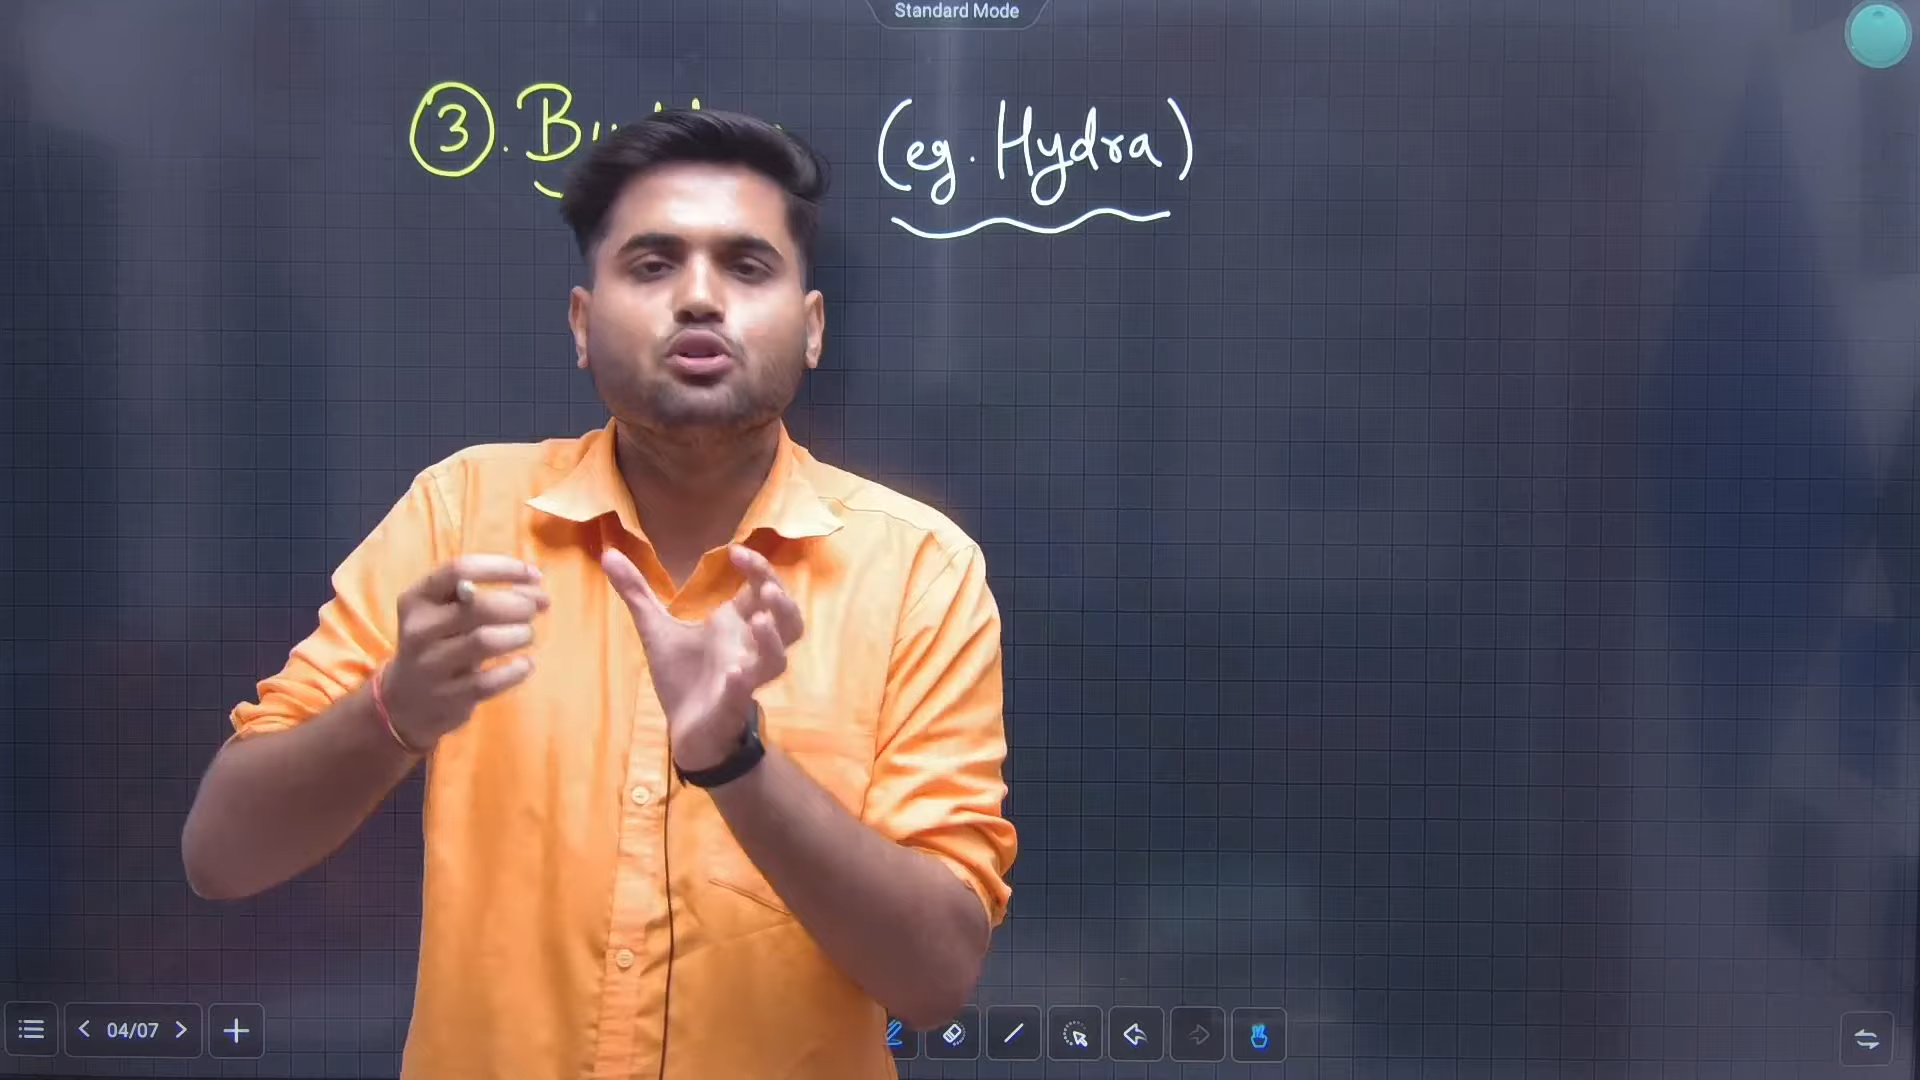 Standard Mode
③. (eg. Hydra)
04/07